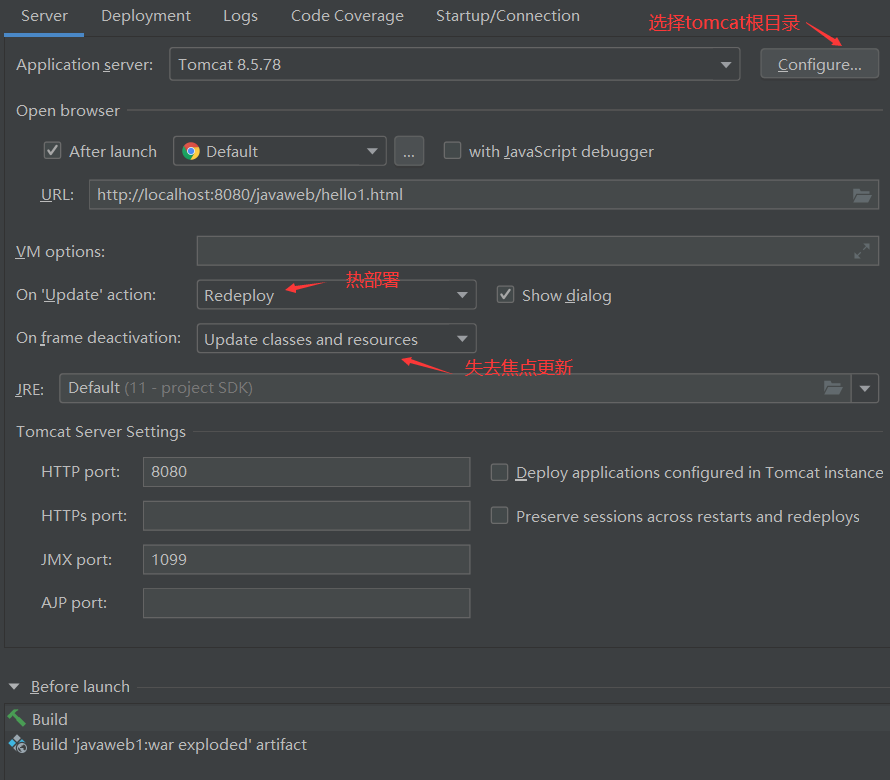 Server Deployment Logs Code Coverage Startup/Connection
选择tomcat根目录
Application server: Tomcat 8.5.78 Configure...
Open browser
After launch Default ... with JavaScript debugger
URL: http://localhost:8080/javaweb/hello1.html
VM options:
热部署
On 'Update' action: Redeploy Show dialog
On frame deactivation: Update classes and resources
失去焦点更新
JRE: Default (11 - project SDK)
Tomcat Server Settings
HTTP port: 8080 Deploy applications configured in Tomcat instance
HTTPs port: Preserve sessions across restarts and redeploys
JMX port: 1099
AJP port:
Before launch
Build
Build 'javaweb1:war exploded' artifact